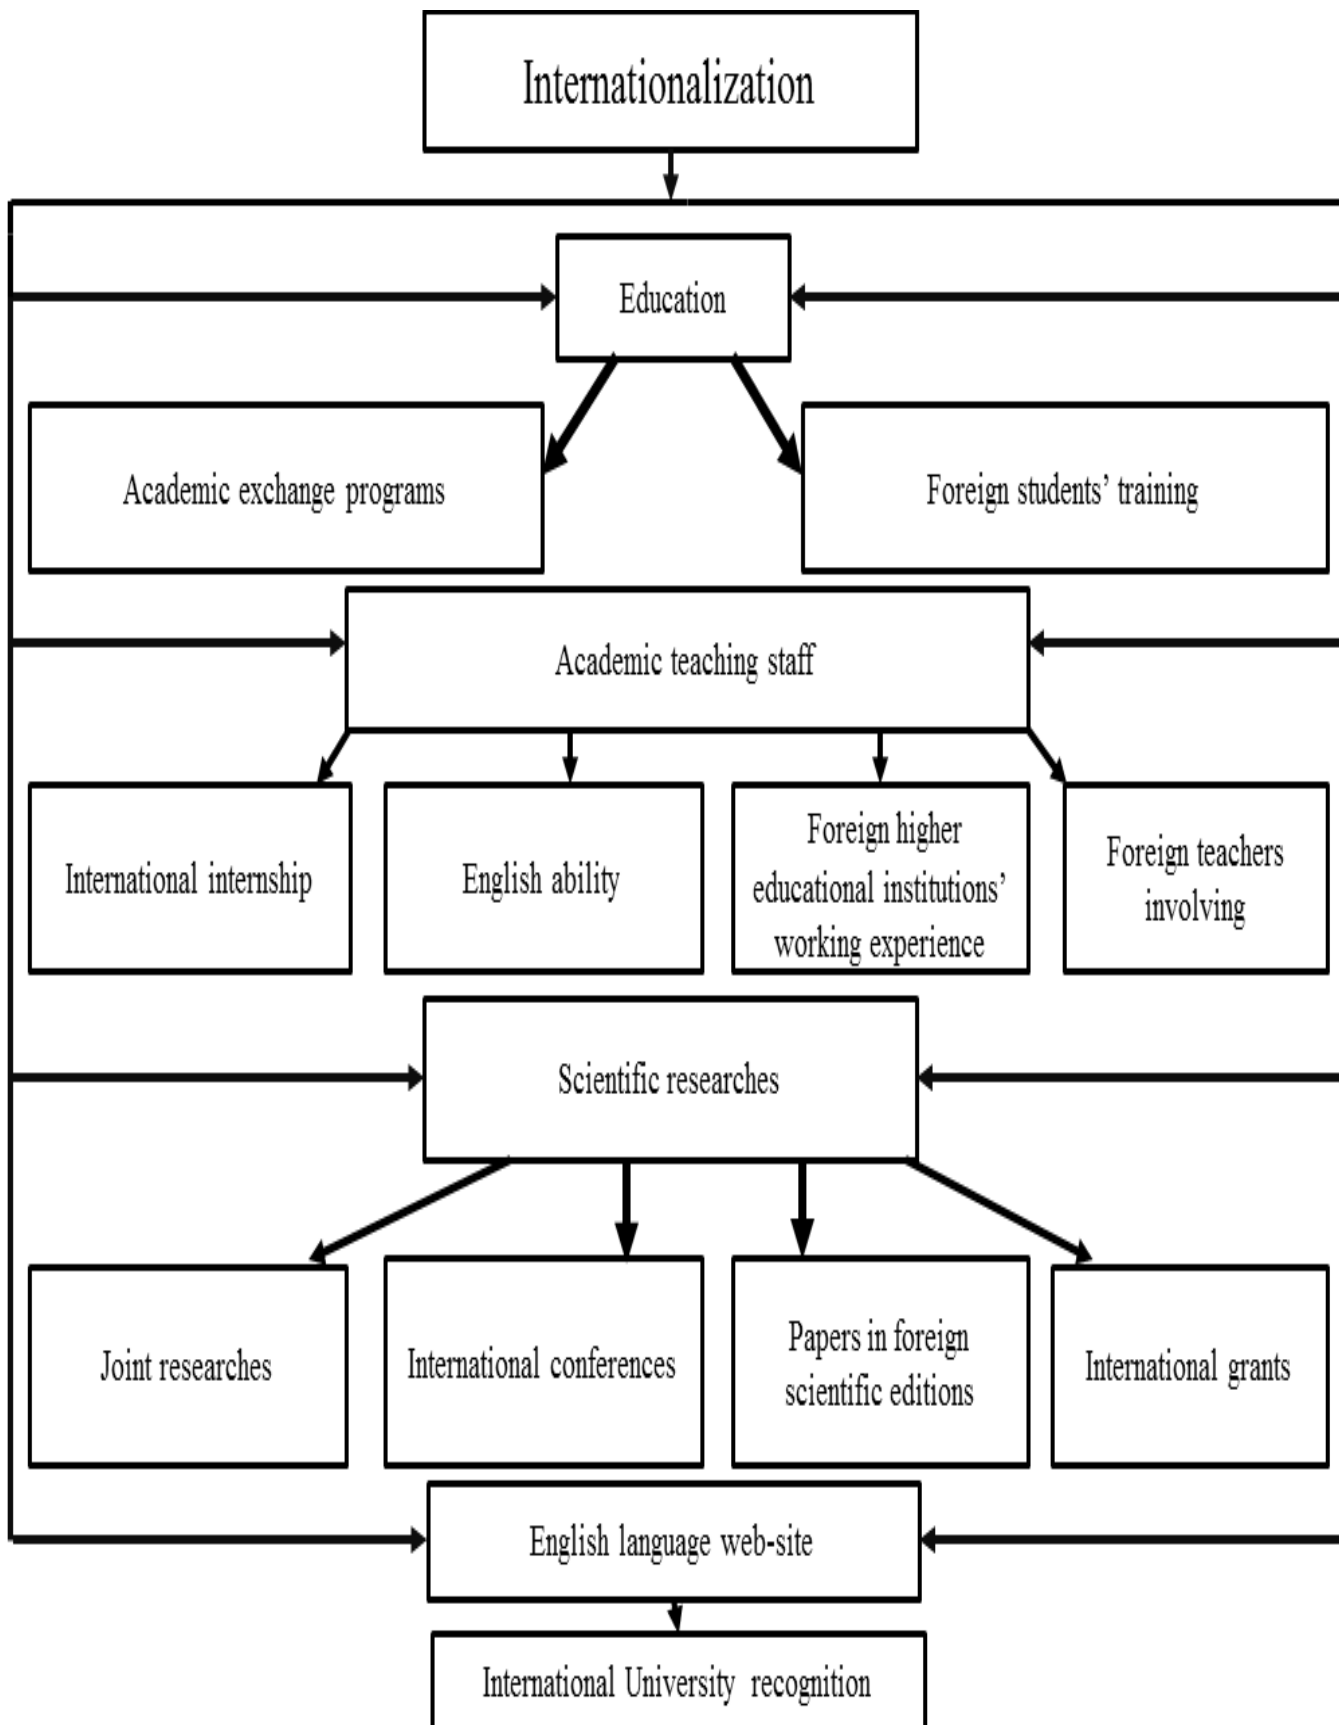 Internationalization
Education
Academic exchange programs
Foreign students’ training
Academic teaching staff
International internship
English ability
Foreign higher
educational institutions’
working experience
Foreign teachers
involving
Scientific researches
Joint researches
International conferences
Papers in foreign
scientific editions
International grants
English language web-site
International University recognition